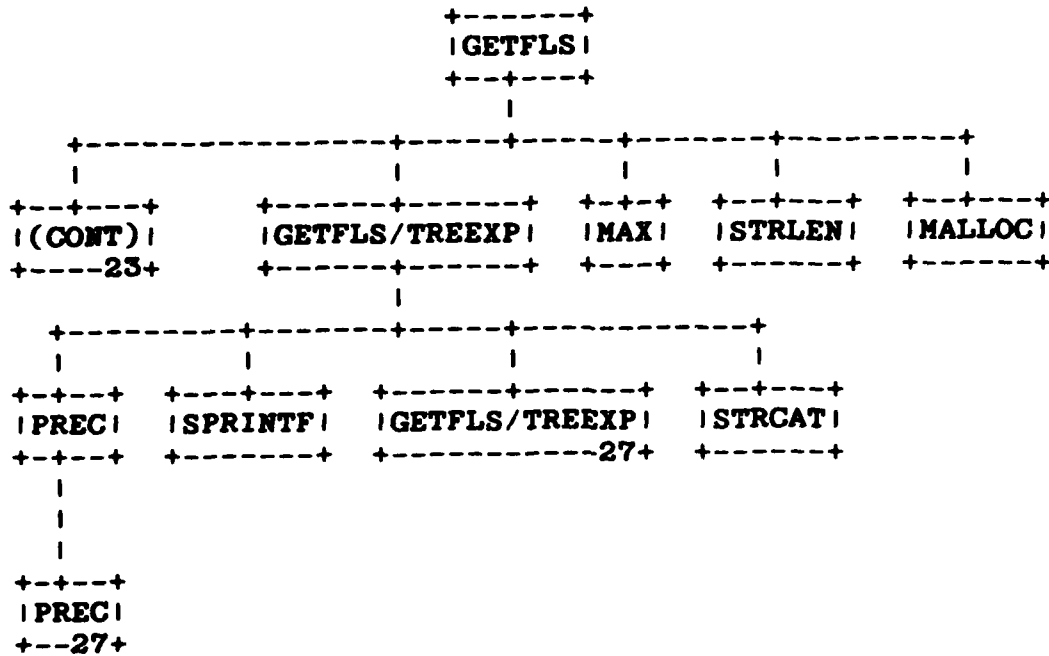 GETFLS
(CONT) GETFLS/TREEXP MAX STRLEN MALLOC
23
PREC SPRINTF GETFLS/TREEXP STRCAT
27
PREC
27